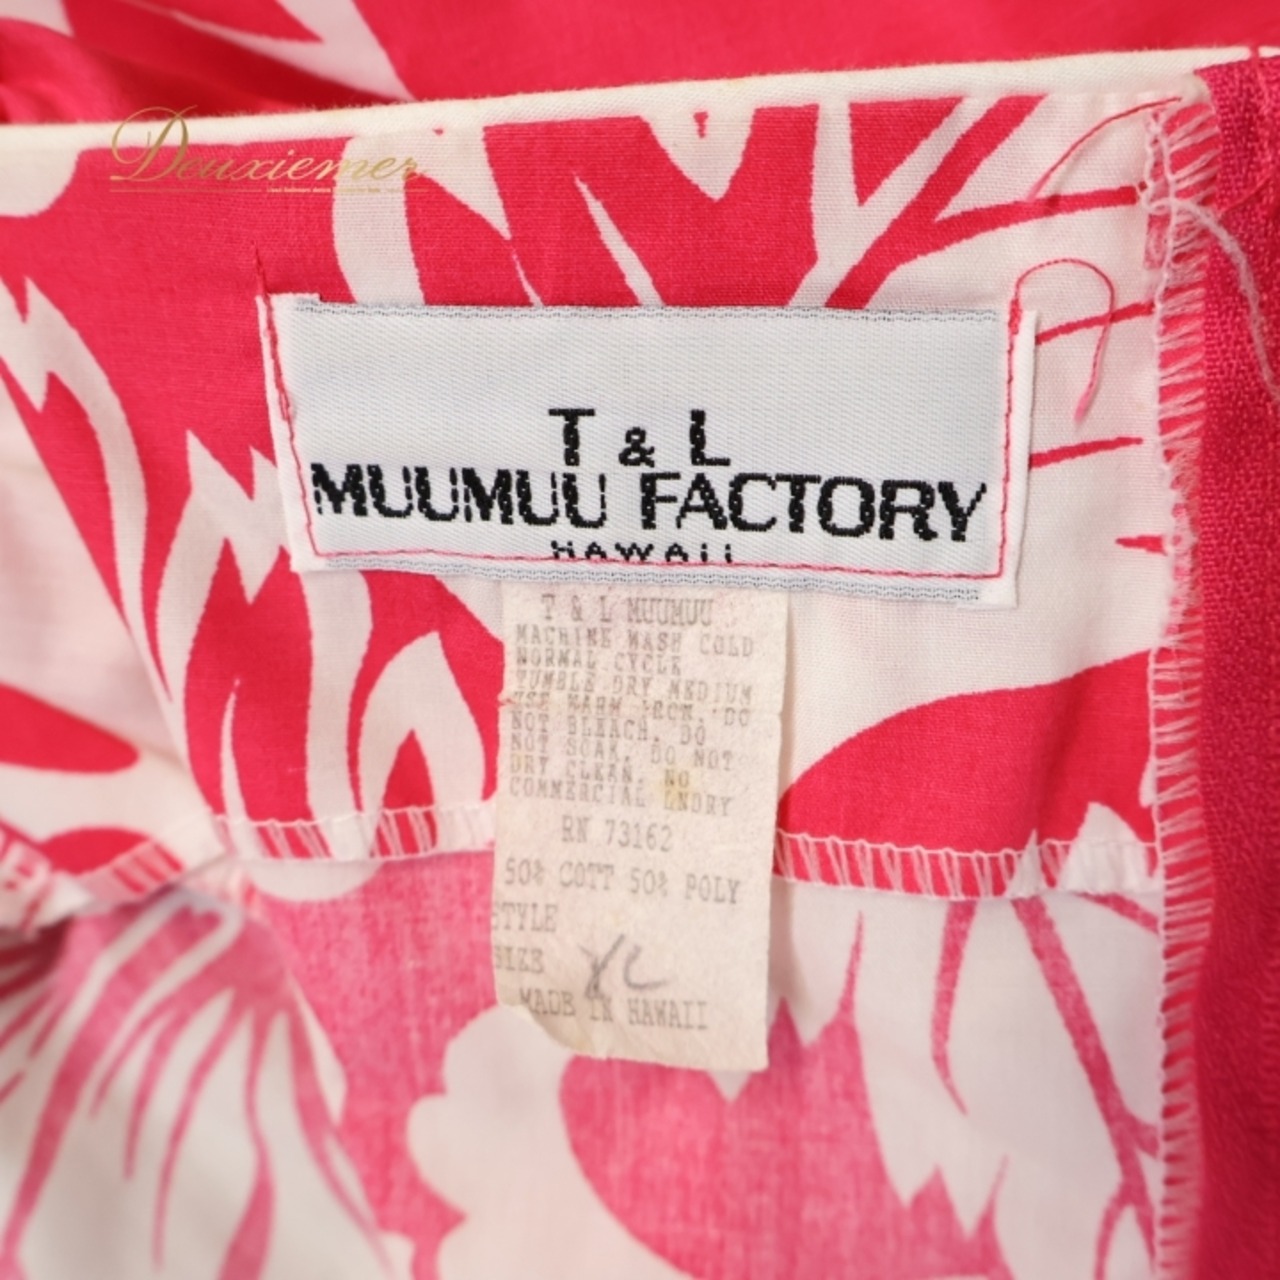 Deuxiemer
T & L
MUUMUU FACTORY
HAWAII
T & L MUUMUU
MACHINE WASH COLD
NORMAL CYCLE
TUMBLE DRY MEDIUM
USE WARM IRON. DO
NOT BLEACH. DO
NOT SOAK. DO NOT
DRY CLEAN. NO
COMMERCIAL LNDRY
RN 73162
50% COTT 50% POLY
STYLE
SIZE XL
MADE IN HAWAII